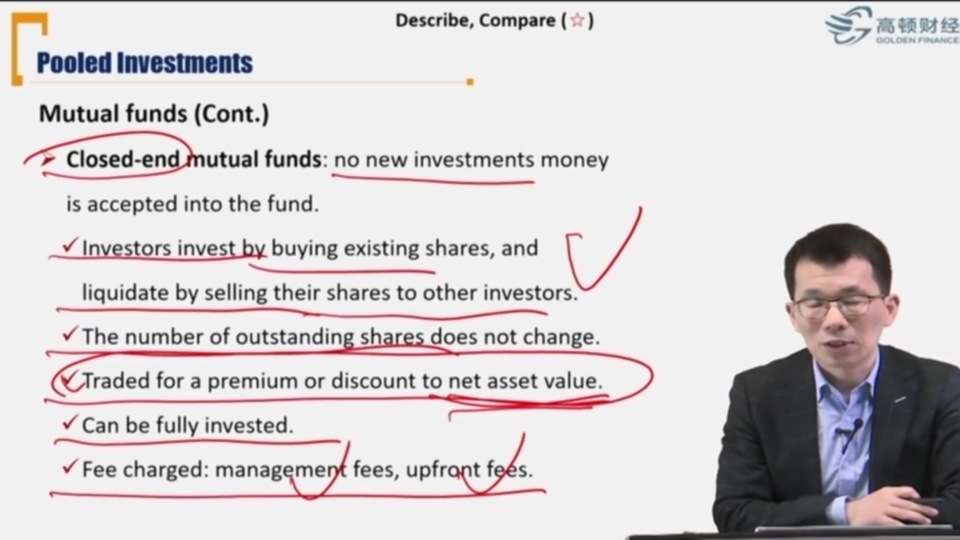 Describe, Compare (☆)
高顿财经
GOLDEN FINANCE
Pooled Investments
Mutual funds (Cont.)
➤ Closed-end mutual funds: no new investments money
is accepted into the fund.
✓ Investors invest by buying existing shares, and
liquidate by selling their shares to other investors.
✓ The number of outstanding shares does not change.
✓ Traded for a premium or discount to net asset value.
✓ Can be fully invested.
✓ Fee charged: management fees, upfront fees.